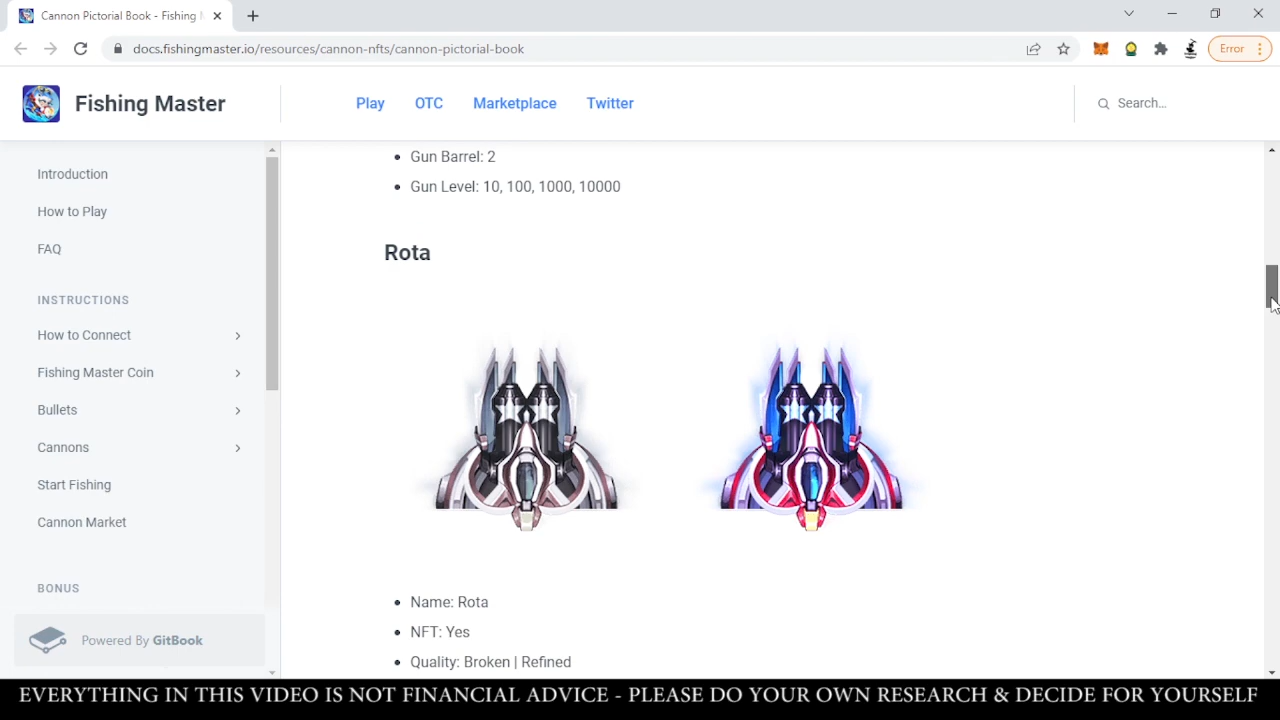 Cannon Pictorial Book - Fishing
docs.fishingmaster.io/resources/cannon-nfts/cannon-pictorial-book
Error
Fishing Master
Play
OTC
Marketplace
Twitter
Search...
Introduction
How to Play
FAQ
INSTRUCTIONS
How to Connect
Fishing Master Coin
Bullets
Cannons
Start Fishing
Cannon Market
BONUS
Powered By GitBook
Gun Barrel: 2
Gun Level: 10, 100, 1000, 10000
Rota
Name: Rota
NFT: Yes
Quality: Broken | Refined
EVERYTHING IN THIS VIDEO IS NOT FINANCIAL ADVICE - PLEASE DO YOUR OWN RESEARCH & DECIDE FOR YOURSELF